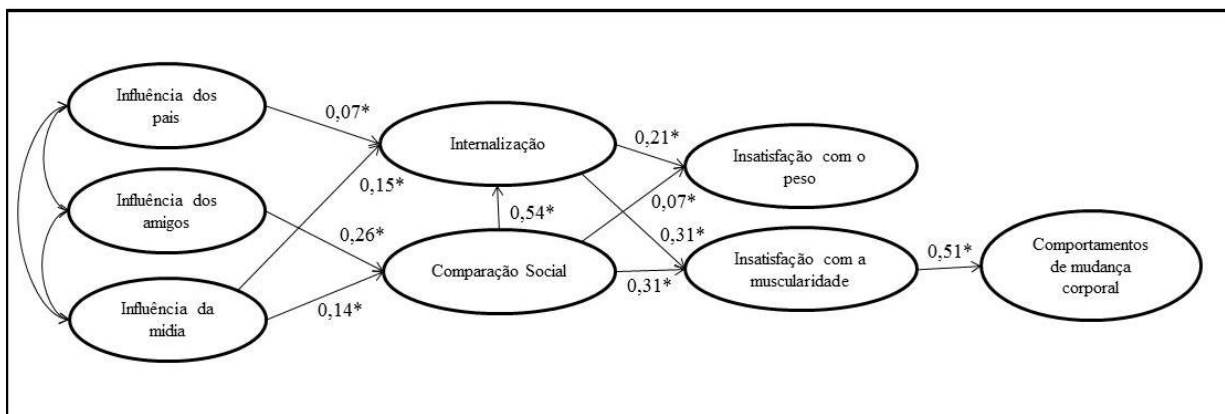 Influência dos
pais
0,07*
Internalização
0,21*
Insatisfação com o
peso
Influência dos
amigos
0,15*
0,54*
0,07*
0,26*
Comparação Social
0,31*
Insatisfação com a
muscularidade
0,51*
Comportamentos
de mudança
corporal
0,31*
Influência da
mídia
0,14*